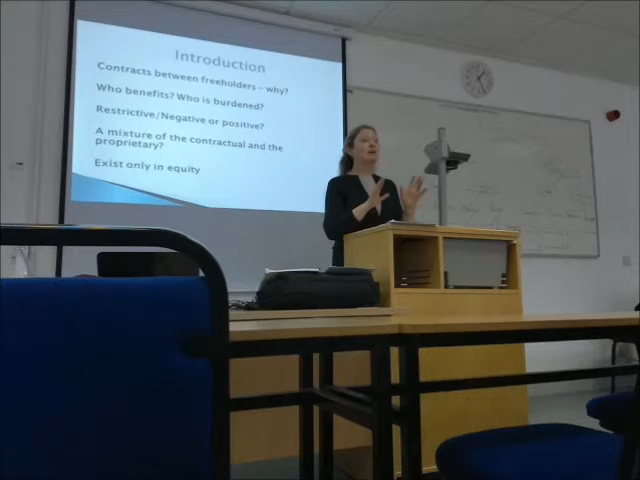 Introduction
Contracts between freeholders – why?
Who benefits? Who is burdened?
Restrictive/Negative or positive?
A mixture of the contractual and the
proprietary?
Exist only in equity